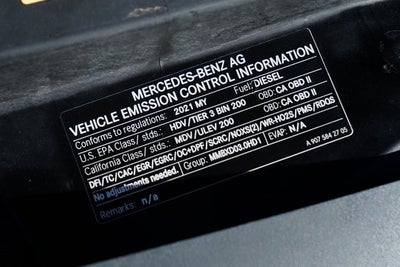 MERCEDES-BENZ AG
VEHICLE EMISSION CONTROL INFORMATION
Conforms to regulations: 2021 MY Fuel: DIESEL
U.S. EPA Class / stds.: HDV/TIER 3 BIN 200 OBD: CA OBD II
California Class/ stds.: MDV/ULEV 200 OBD: CA OBD II
DFI/TC/CAC/EGR/EGRC/OC+DPF/SCRC/NOXS(2)/WR-HO2S/PMS/RDQS
No adjustments needed. Group: MMBXD03.0HD1 EVAP: N/A
Remarks: n/a A 907 584 27 05